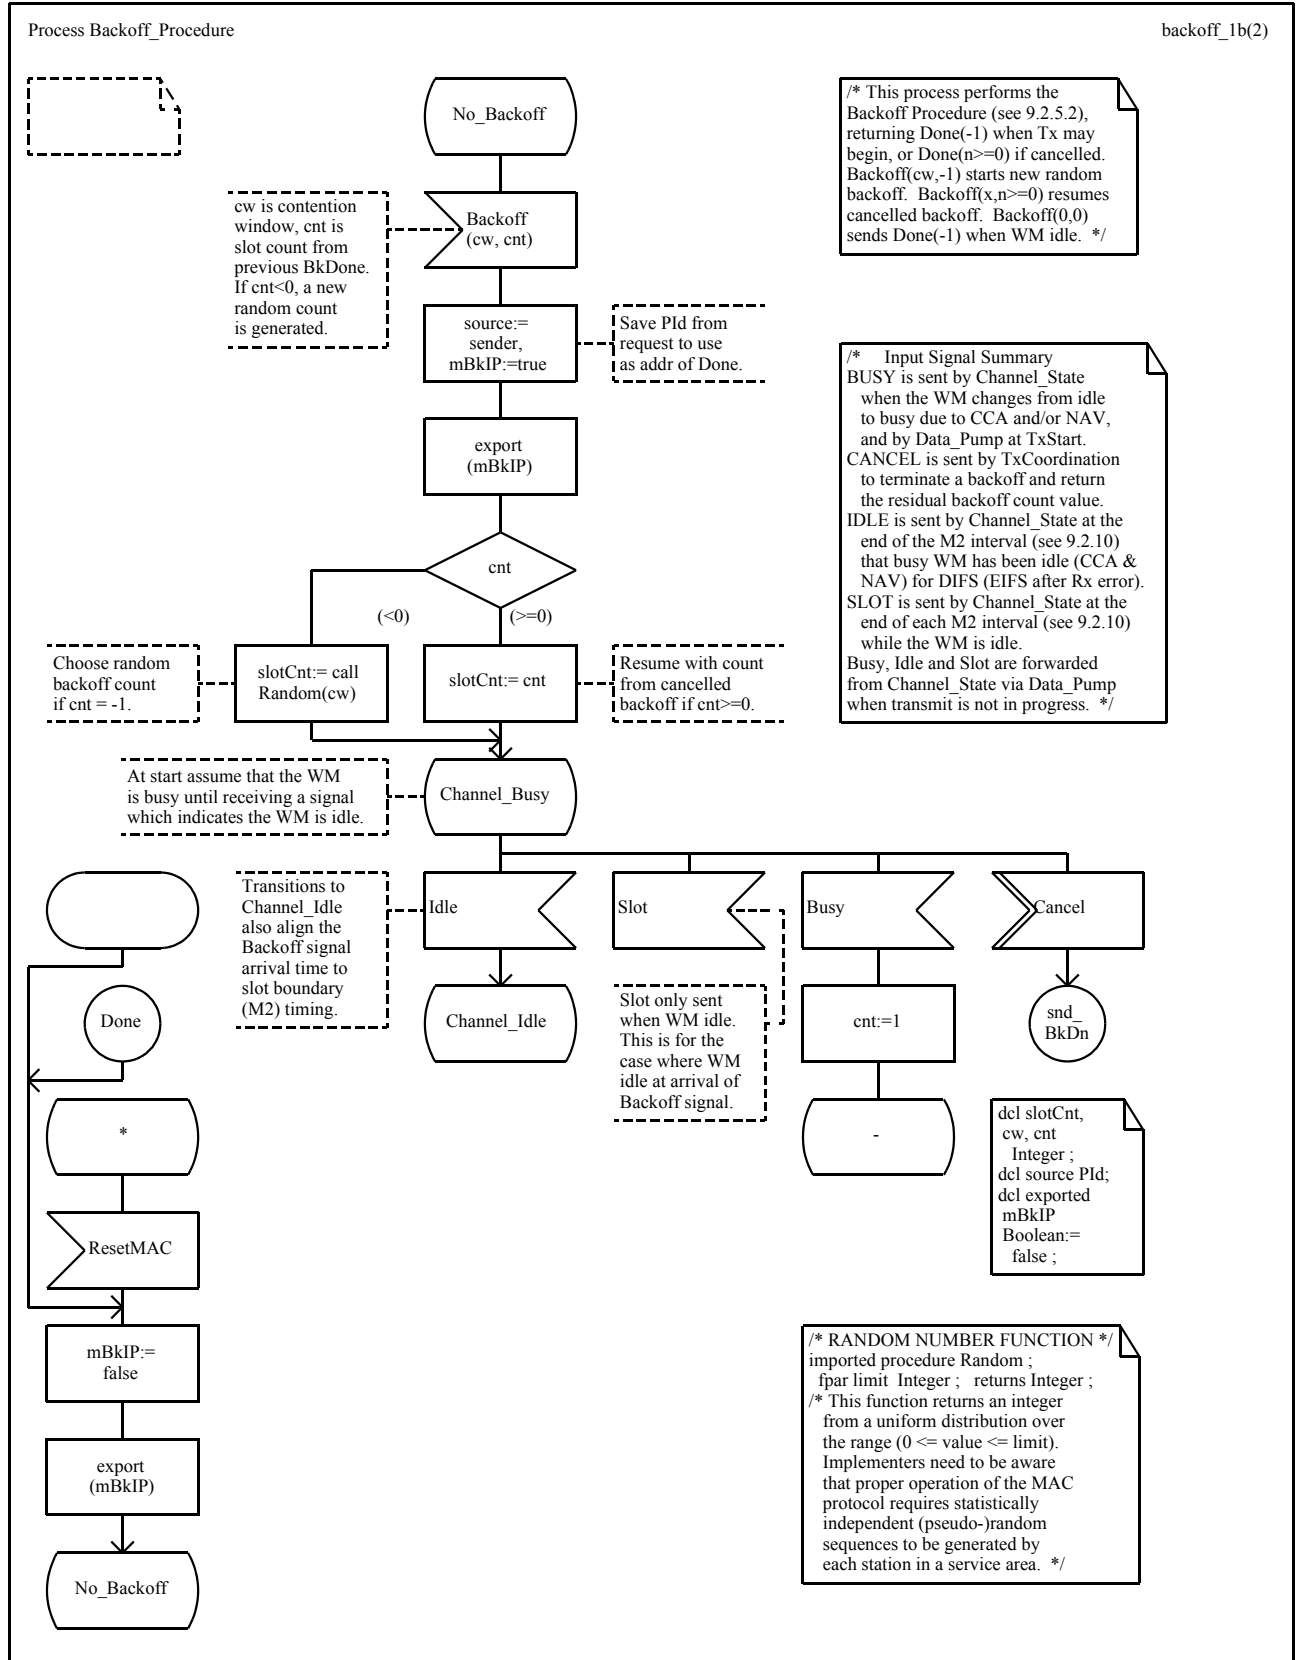 Process Backoff_Procedure
backoff_1b(2)
No_Backoff
/* This process performs the
Backoff Procedure (see 9.2.5.2),
returning Done(-1) when Tx may
begin, or Done(n>=0) if cancelled.
Backoff(cw,-1) starts new random
backoff.  Backoff(x,n>=0) resumes
cancelled backoff.  Backoff(0,0)
sends Done(-1) when WM idle.  */
cw is contention
window, cnt is
slot count from
previous BkDone.
If cnt<0, a new
random count
is generated.
Backoff
(cw, cnt)
source:=
sender,
mBkIP:=true
Save PId from
request to use
as addr of Done.
/*     Input Signal Summary
BUSY is sent by Channel_State
when the WM changes from idle
to busy due to CCA and/or NAV,
and by Data_Pump at TxStart.
CANCEL is sent by TxCoordination
to terminate a backoff and return
the residual backoff count value.
IDLE is sent by Channel_State at the
end of the M2 interval (see 9.2.10)
that busy WM has been idle (CCA &
NAV) for DIFS (EIFS after Rx error).
SLOT is sent by Channel_State at the
end of each M2 interval (see 9.2.10)
while the WM is idle.
Busy, Idle and Slot are forwarded
from Channel_State via Data_Pump
when transmit is not in progress.  */
export
(mBkIP)
cnt
(<0)
(>=0)
Choose random
backoff count
if cnt = -1.
slotCnt:= call
Random(cw)
slotCnt:= cnt
Resume with count
from cancelled
backoff if cnt>=0.
At start assume that the WM
is busy until receiving a signal
which indicates the WM is idle.
Channel_Busy
Transitions to
Channel_Idle
also align the
Backoff signal
arrival time to
slot boundary
(M2) timing.
Idle
Slot
Busy
Cancel
Done
Channel_Idle
Slot only sent
when WM idle.
This is for the
case where WM
idle at arrival of
Backoff signal.
cnt:=1
snd_
BkDn
*
-
dcl slotCnt,
cw, cnt
Integer ;
dcl source PId;
dcl exported
mBkIP
Boolean:=
false ;
ResetMAC
mBkIP:=
false
export
(mBkIP)
No_Backoff
/* RANDOM NUMBER FUNCTION */
imported procedure Random ;
fpar limit  Integer ;   returns Integer ;
/* This function returns an integer
from a uniform distribution over
the range (0 <= value <= limit).
Implementers need to be aware
that proper operation of the MAC
protocol requires statistically
independent (pseudo-)random
sequences to be generated by
each station in a service area.  */